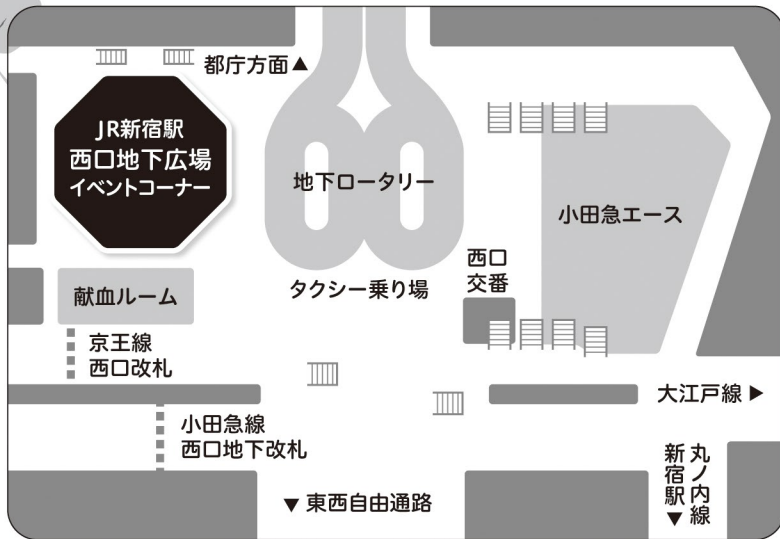 都庁方面▲
JR新宿駅
西口地下広場
イベントコーナー
地下ロータリー
小田急エース
西口
交番
献血ルーム
タクシー乗り場
京王線
西口改札
大江戸線▶
小田急線
西口地下改札
▼東西自由通路
丸ノ内線
新宿駅▼